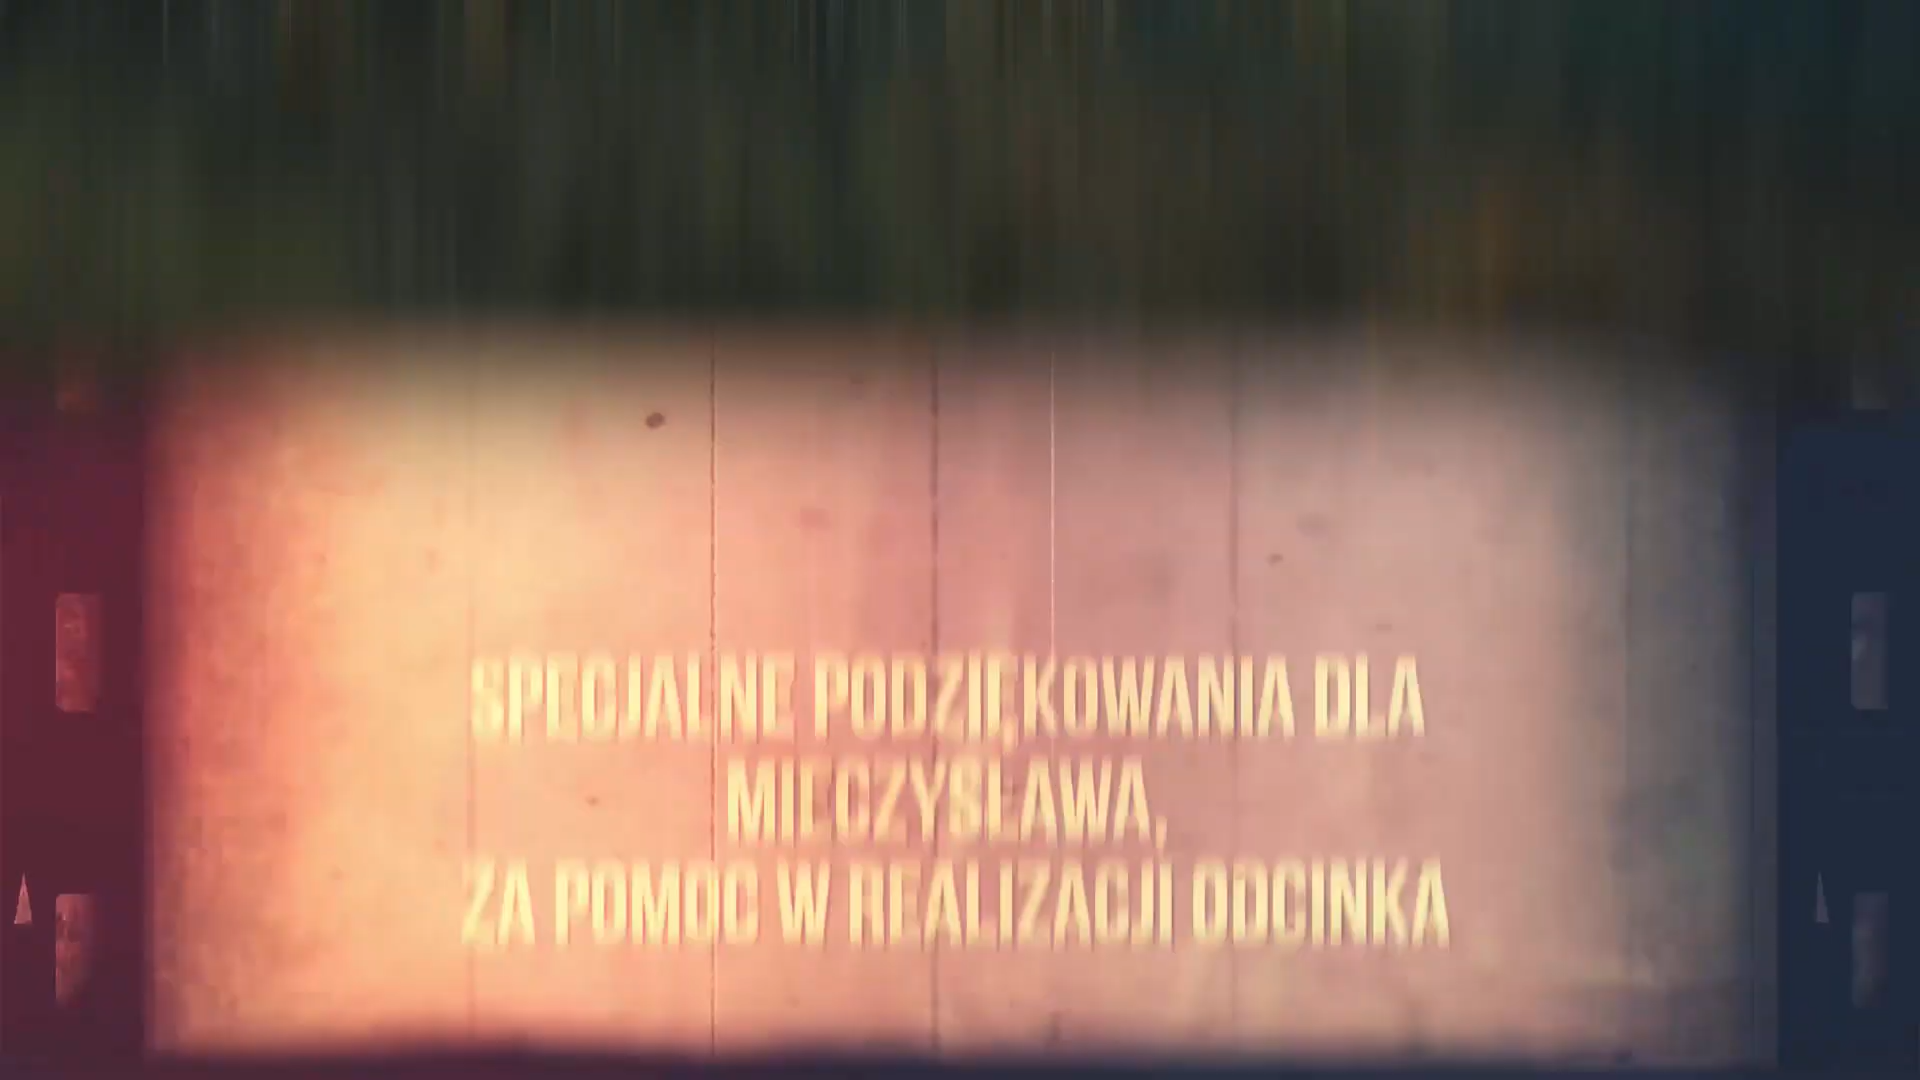 SPECJALNE PODZIĘKOWANIA DLA
MIECZYSŁAWA,
ZA POMOC W REALIZACJI ODCINKA